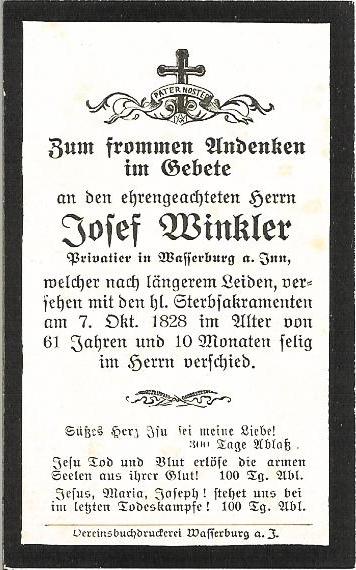 PATER NOSTER
Zum frommen Andenken
im Gebete
an den ehrengeachteten Herrn
Josef Winkler
Privatier in Wasserburg a. Inn,
welcher nach längerem Leiden, ver-
sehen mit den hl. Sterbsakramenten
am 7. Okt. 1828 im Alter von
61 Jahren und 10 Monaten selig
im Herrn verschied.
Süßes Herz Jsu sei meine Liebe!
300 Tage Ablaß.
Jesu Tod und Blut erlöse die armen
Seelen aus ihrer Glut! 100 Tg. Abl.
Jesus, Maria, Joseph! stehet uns bei
im letzten Todeskampfe! 100 Tg. Abl.
Vereinsbuchdruckerei Wasserburg a. J.